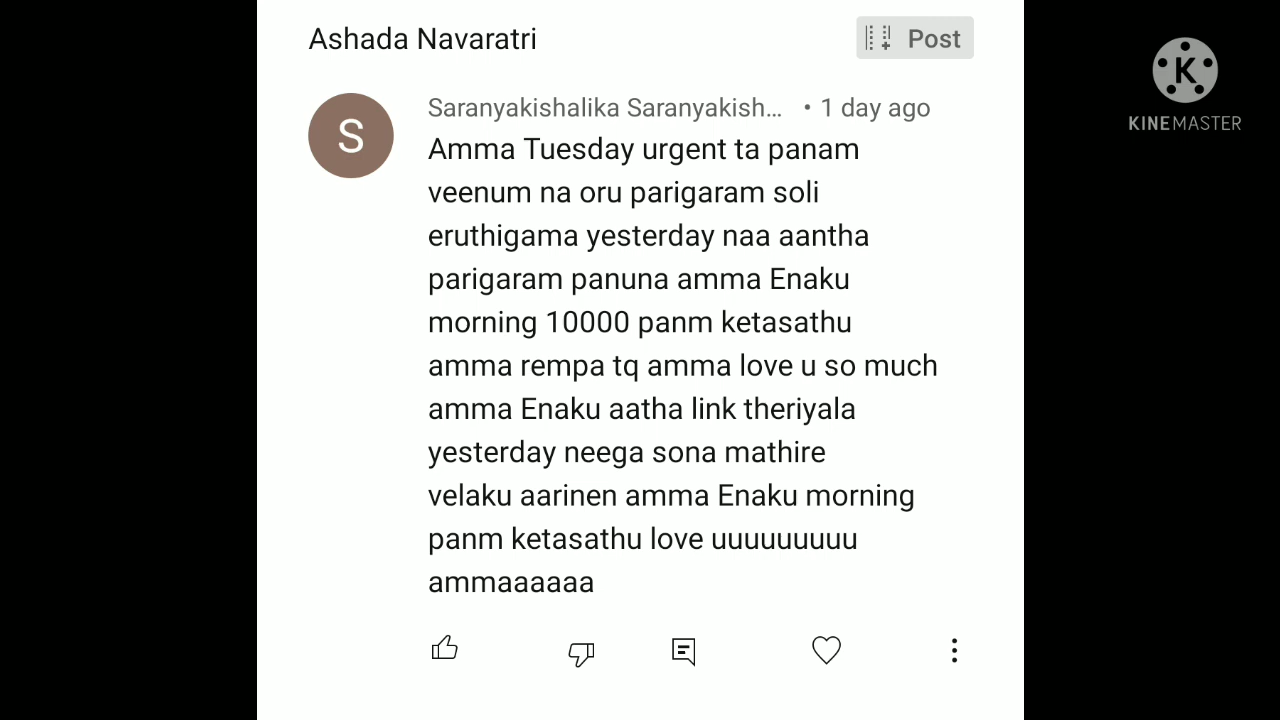 Ashada Navaratri
Post
Saranyakishalika Saranyakish... • 1 day ago
Amma Tuesday urgent ta panam
veenum na oru parigaram soli
eruthigama yesterday naa aantha
parigaram panuna amma Enaku
morning 10000 panm ketasathu
amma rempa tq amma love u so much
amma Enaku aatha link theriyala
yesterday neega sona mathire
velaku aarinen amma Enaku morning
panm ketasathu love uuuuuuuuu
ammaaaaaa
S
K
KINEMASTER